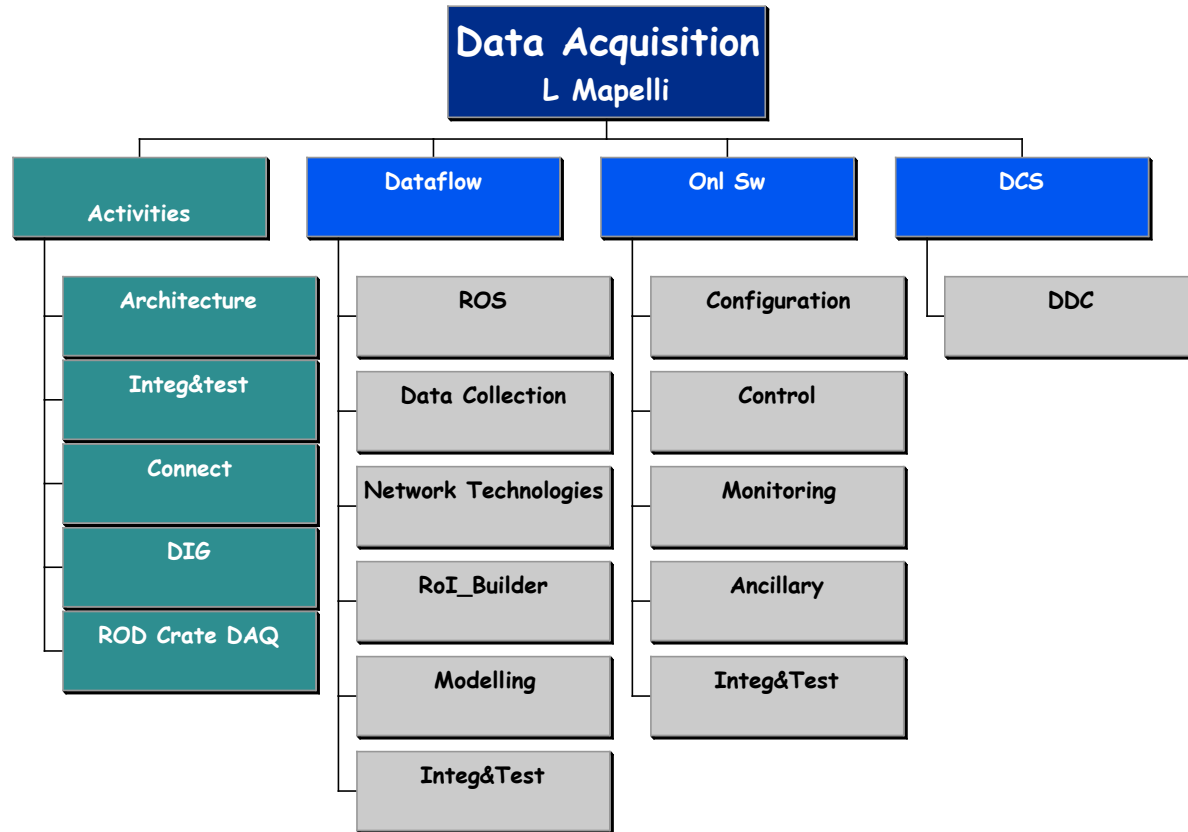 Data Acquisition
L Mapelli
Activities
Dataflow
Onl Sw
DCS
Architecture
Integ&test
Connect
DIG
ROD Crate DAQ
ROS
Data Collection
Network Technologies
RoI_Builder
Modelling
Integ&Test
Configuration
Control
Monitoring
Ancillary
Integ&Test
DDC